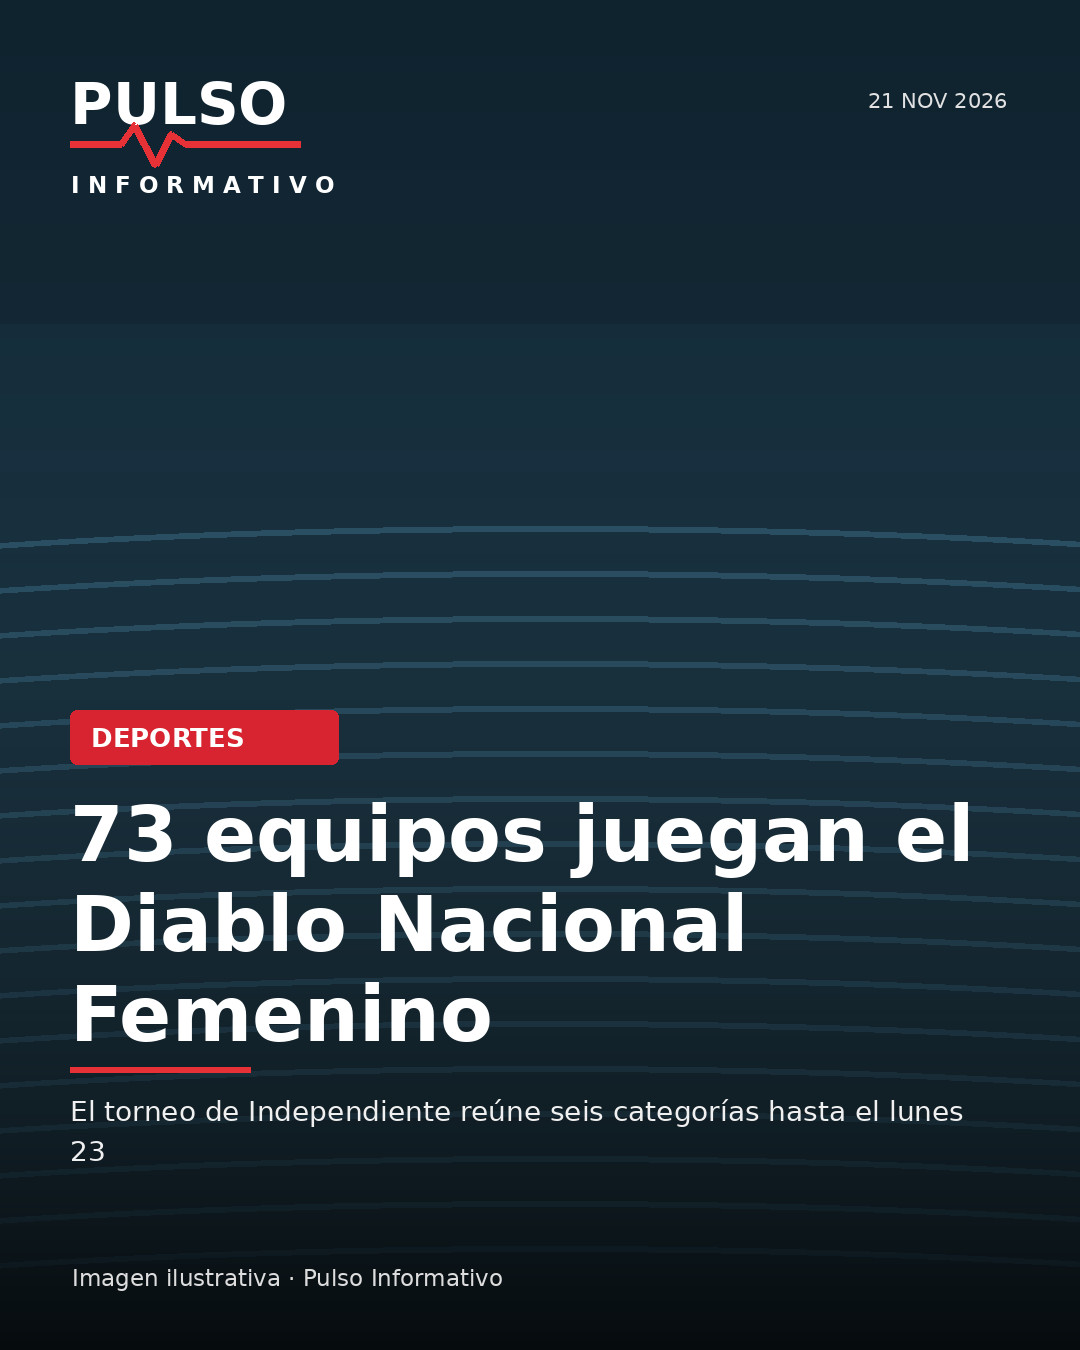 PULSO
INFORMATIVO
21 NOV 2026
DEPORTES
73 equipos juegan el
Diablo Nacional
Femenino
El torneo de Independiente reúne seis categorías hasta el lunes
23
Imagen ilustrativa · Pulso Informativo